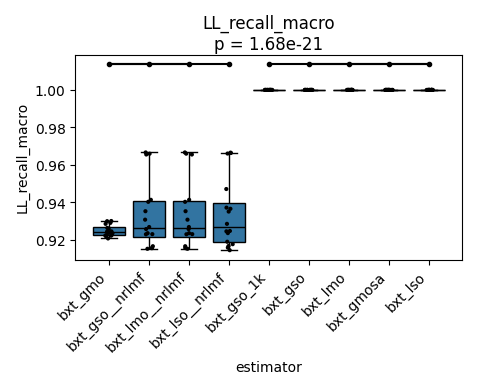 LL_recall_macro
p = 1.68e-21
LL_recall_macro
1.00
0.98
0.96
0.94
0.92
bxt_gmo
bxt_gso__nrlmf
bxt_lmo__nrlmf
bxt_lso__nrlmf
bxt_gso_1k
bxt_gso
bxt_lmo
bxt_gmosa
bxt_lso
estimator